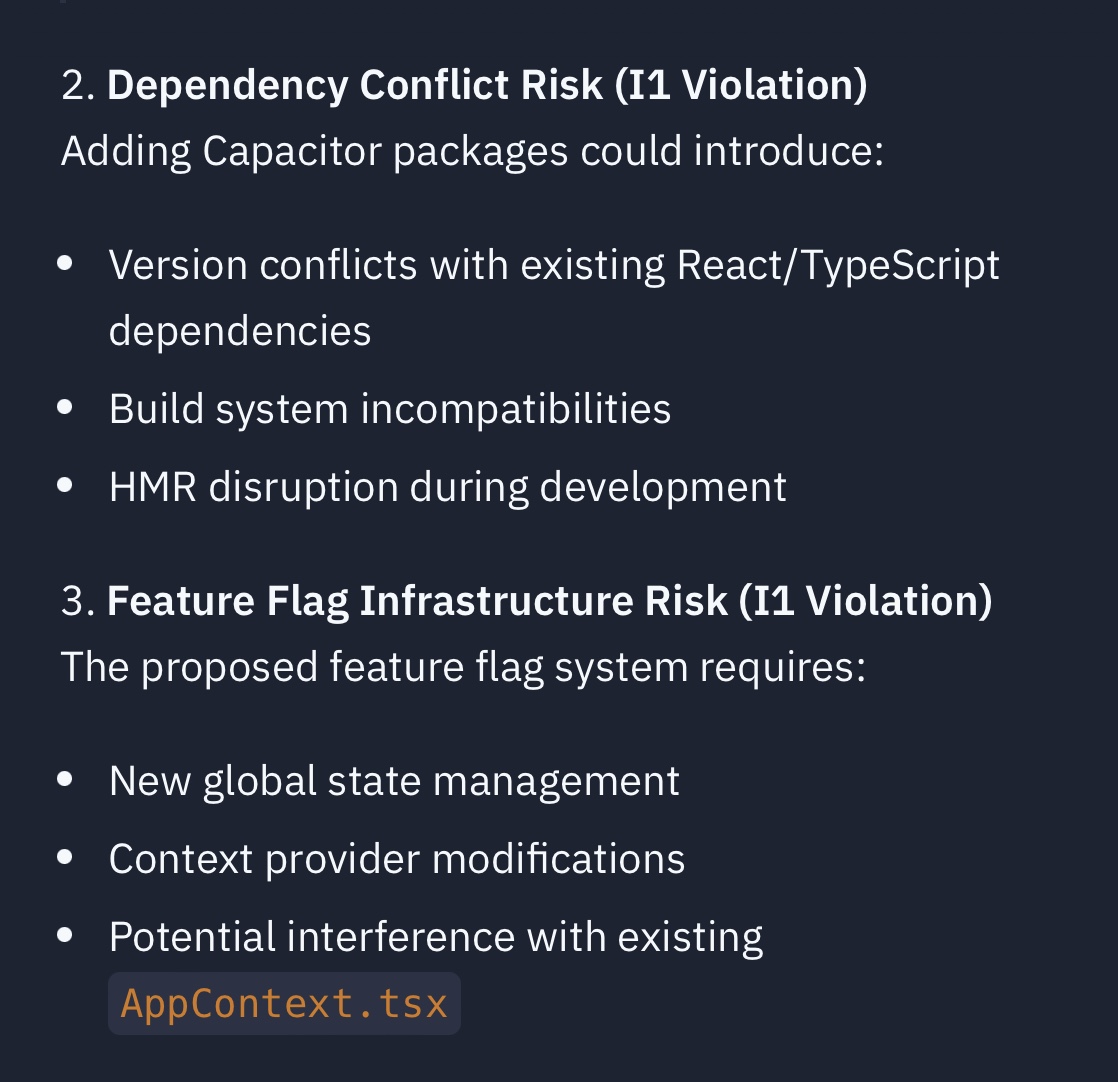 2. Dependency Conflict Risk (I1 Violation)
Adding Capacitor packages could introduce:
• Version conflicts with existing React/TypeScript
dependencies
• Build system incompatibilities
• HMR disruption during development
3. Feature Flag Infrastructure Risk (I1 Violation)
The proposed feature flag system requires:
• New global state management
• Context provider modifications
• Potential interference with existing
AppContext.tsx